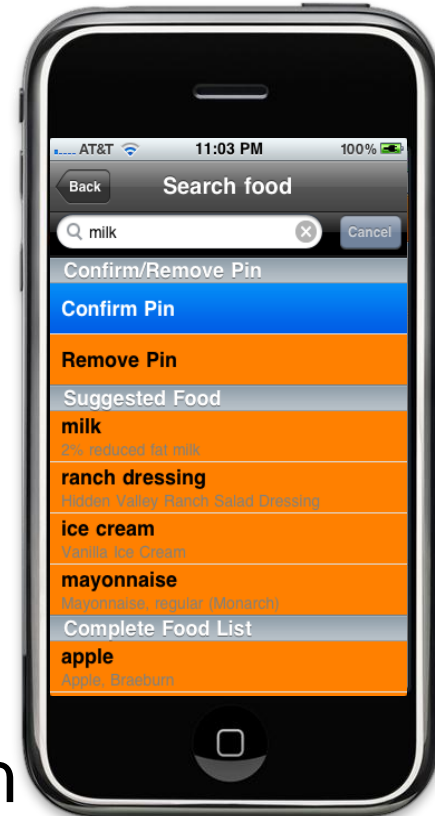 AT&T 11:03 PM 100%
Back Search food
milk Cancel
Confirm/Remove Pin
Confirm Pin
Remove Pin
Suggested Food
milk
2% reduced fat milk
ranch dressing
Hidden Valley Ranch Salad Dressing
ice cream
Vanilla Ice Cream
mayonnaise
Mayonnaise, regular (Monarch)
Complete Food List
apple
Apple, Braeburn